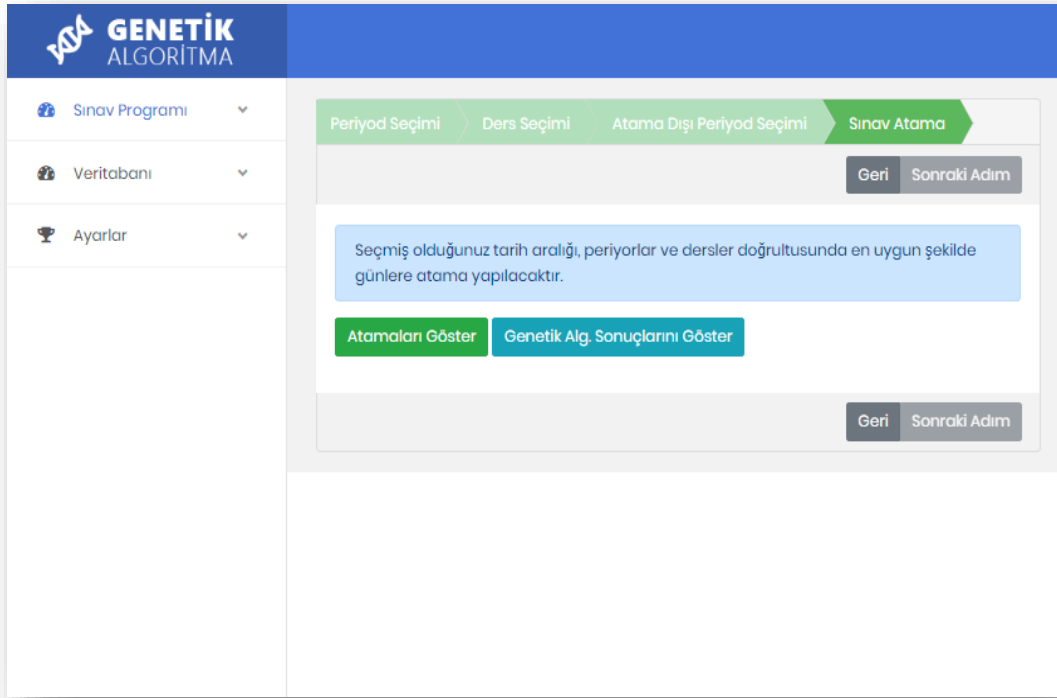 GENETİK
ALGORİTMA
Sınav Programı
Veritabanı
Ayarlar
Periyod Seçimi
Ders Seçimi
Atama Dışı Periyod Seçimi
Sınav Atama
Geri
Sonraki Adım
Seçmiş olduğunuz tarih aralığı, periyorlar ve dersler doğrultusunda en uygun şekilde
günlere atama yapılacaktır.
Atamaları Göster
Genetik Alg. Sonuçlarını Göster
Geri
Sonraki Adım